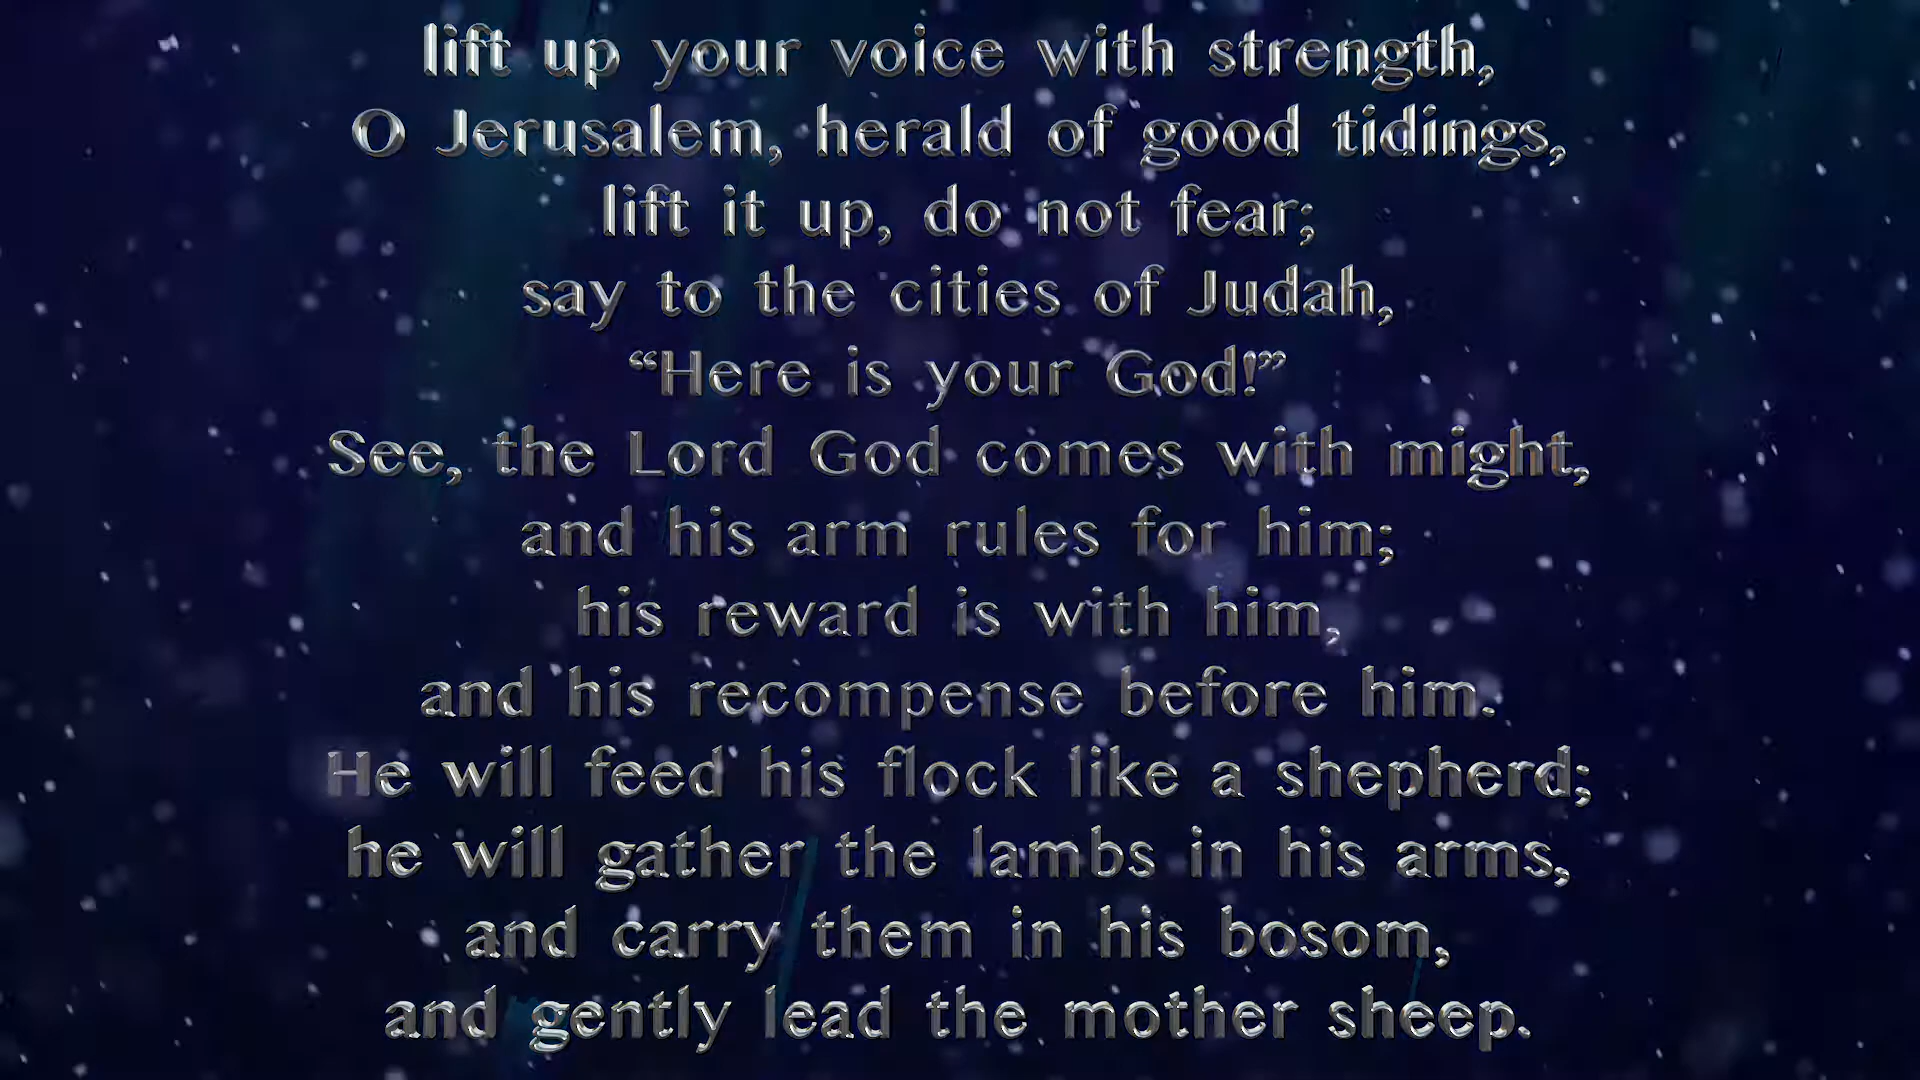 lift up your voice with strength,
O Jerusalem, herald of good tidings,
lift it up, do not fear;
say to the cities of Judah,
“Here is your God!”
See, the Lord God comes with might,
and his arm rules for him;
his reward is with him,
and his recompense before him.
He will feed his flock like a shepherd;
he will gather the lambs in his arms,
and carry them in his bosom,
and gently lead the mother sheep.